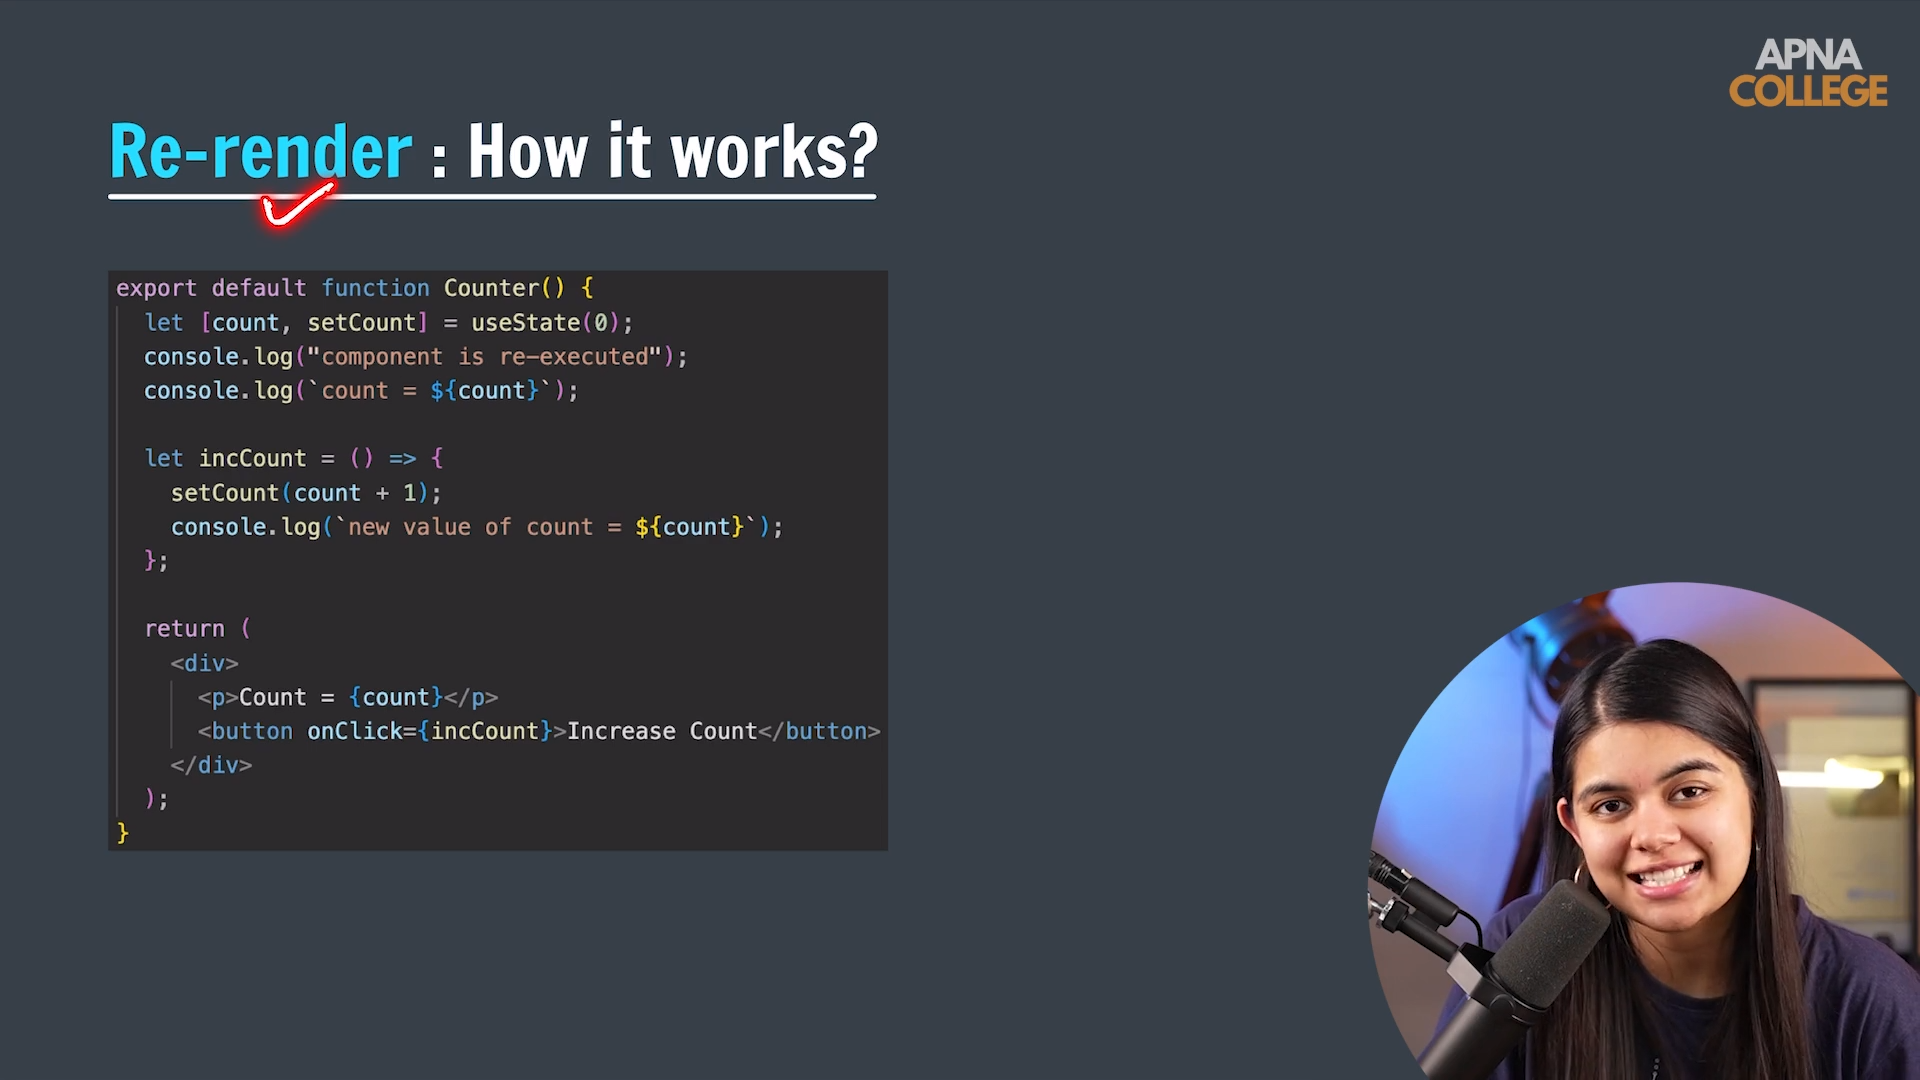 APNA
COLLEGE
Re-render : How it works?
export default function Counter() {
let [count, setCount] = useState(0);
console.log("component is re-executed");
console.log(`count = ${count}`);
let incCount = () => {
setCount(count + 1);
console.log(`new value of count = ${count}`);
};
return (
<div>
<p>Count = {count}</p>
<button onClick={incCount}>Increase Count</button>
</div>
);
}